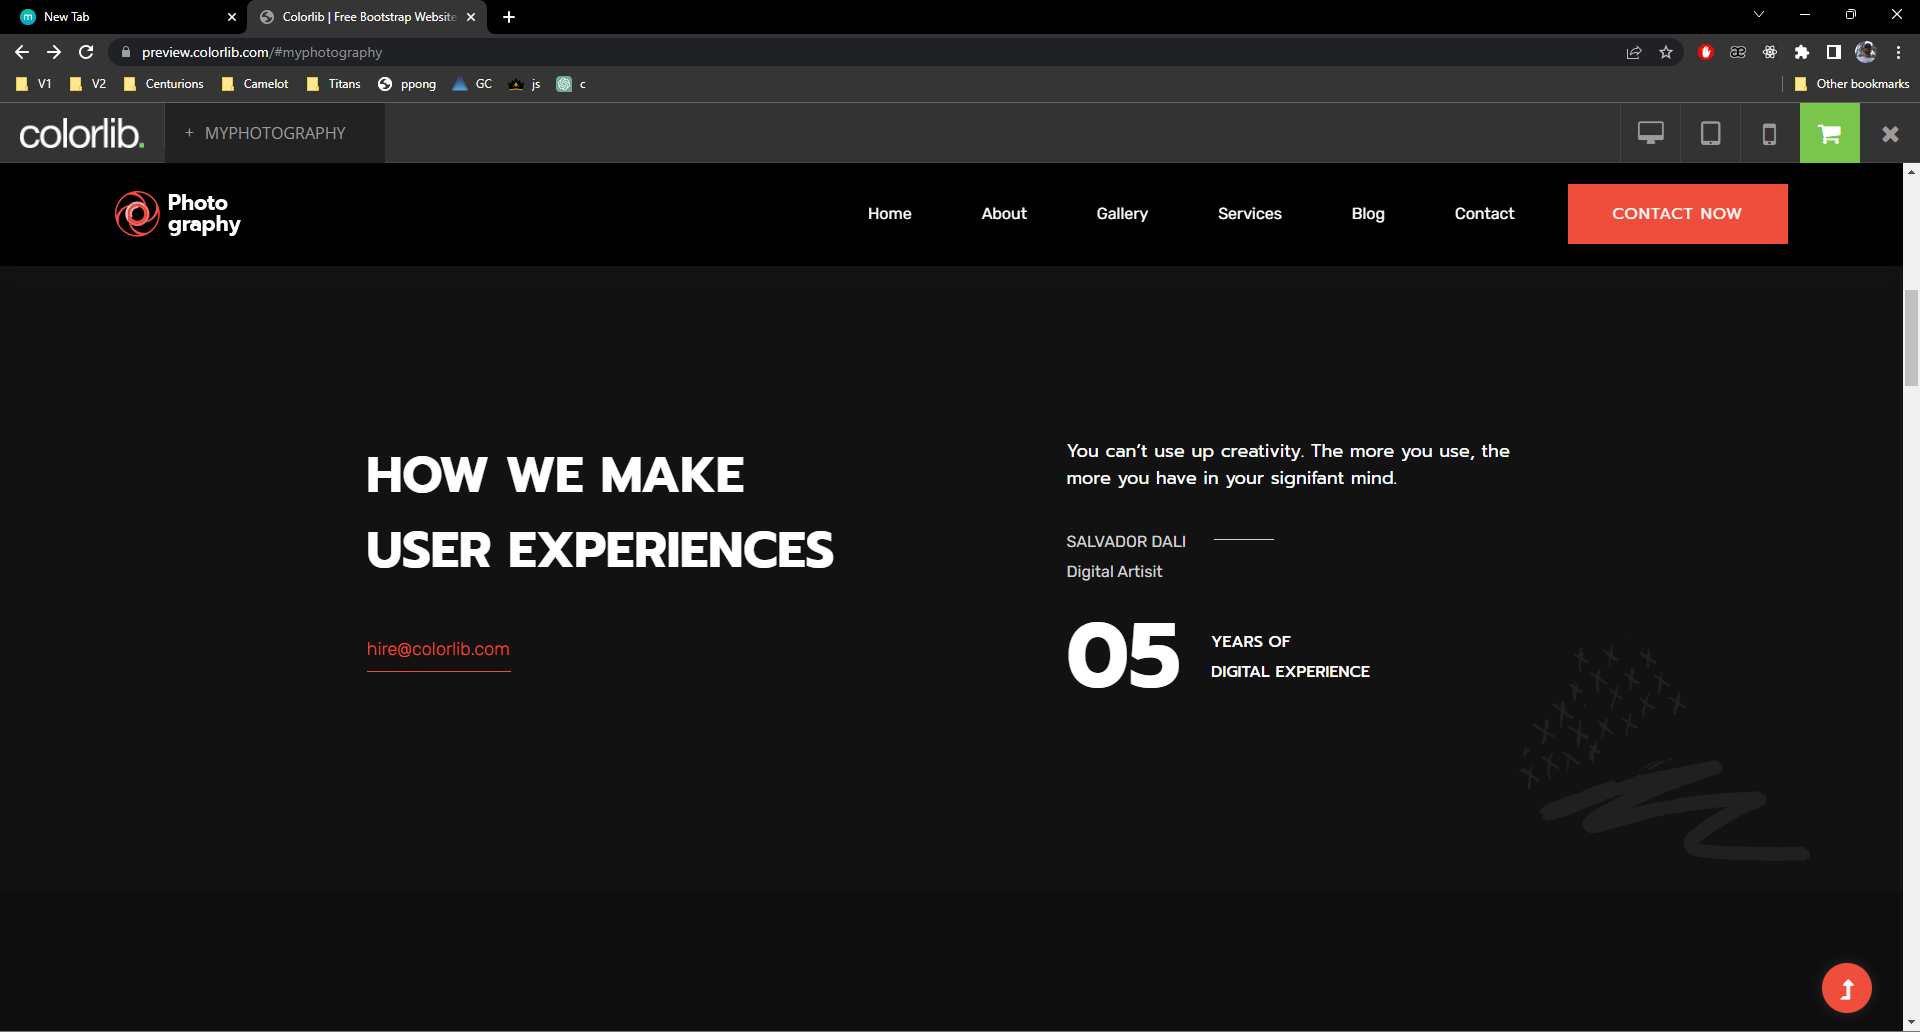 New Tab
Colorlib | Free Bootstrap Website
preview.colorlib.com/#myphotography
V1 V2 Centurions Camelot Titans ppong GC js c Other bookmarks
colorlib.
+ MYPHOTOGRAPHY
Photo
graphy
Home About Gallery Services Blog Contact CONTACT NOW
HOW WE MAKE
USER EXPERIENCES
hire@colorlib.com
You can’t use up creativity. The more you use, the
more you have in your signifant mind.
SALVADOR DALI
Digital Artisit
05
YEARS OF
DIGITAL EXPERIENCE